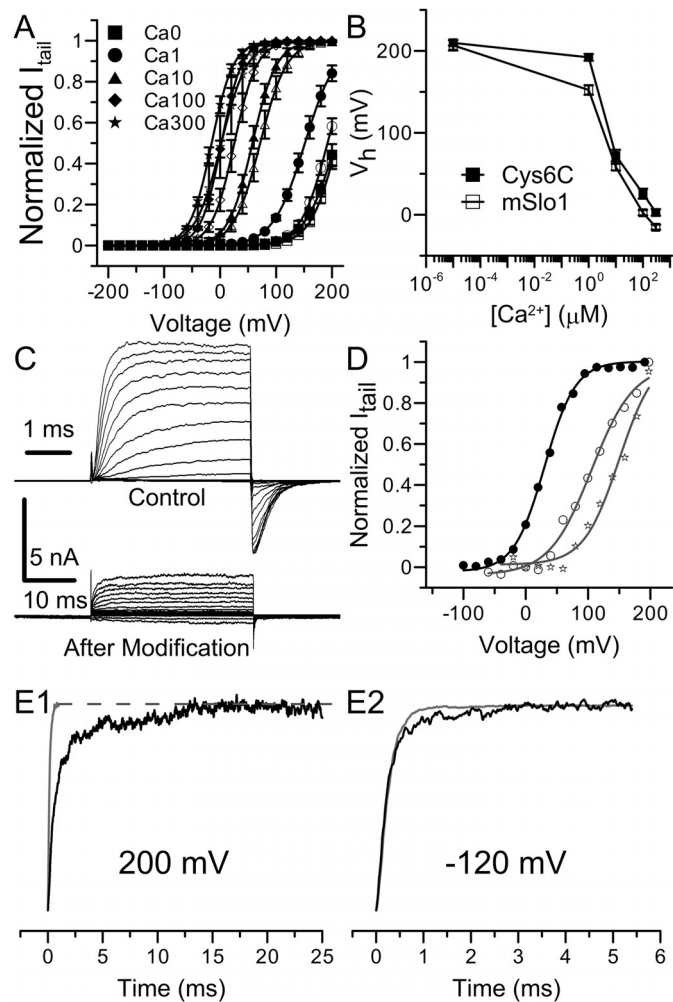 A
Normalized I_tail
1
0.8
0.6
0.4
0.2
0
Ca0
Ca1
Ca10
Ca100
Ca300
-200 -100 0 100 200
Voltage (mV)
B
V_h (mV)
200
100
0
Cys6C
mSlo1
10^-6 10^-4 10^-2 10^0 10^2
[Ca^2+] (μM)
C
1 ms
Control
5 nA
10 ms
After Modification
D
Normalized I_tail
1
0.8
0.6
0.4
0.2
0
-100 0 100 200
Voltage (mV)
E1
200 mV
0 5 10 15 20 25
Time (ms)
E2
-120 mV
0 1 2 3 4 5 6
Time (ms)